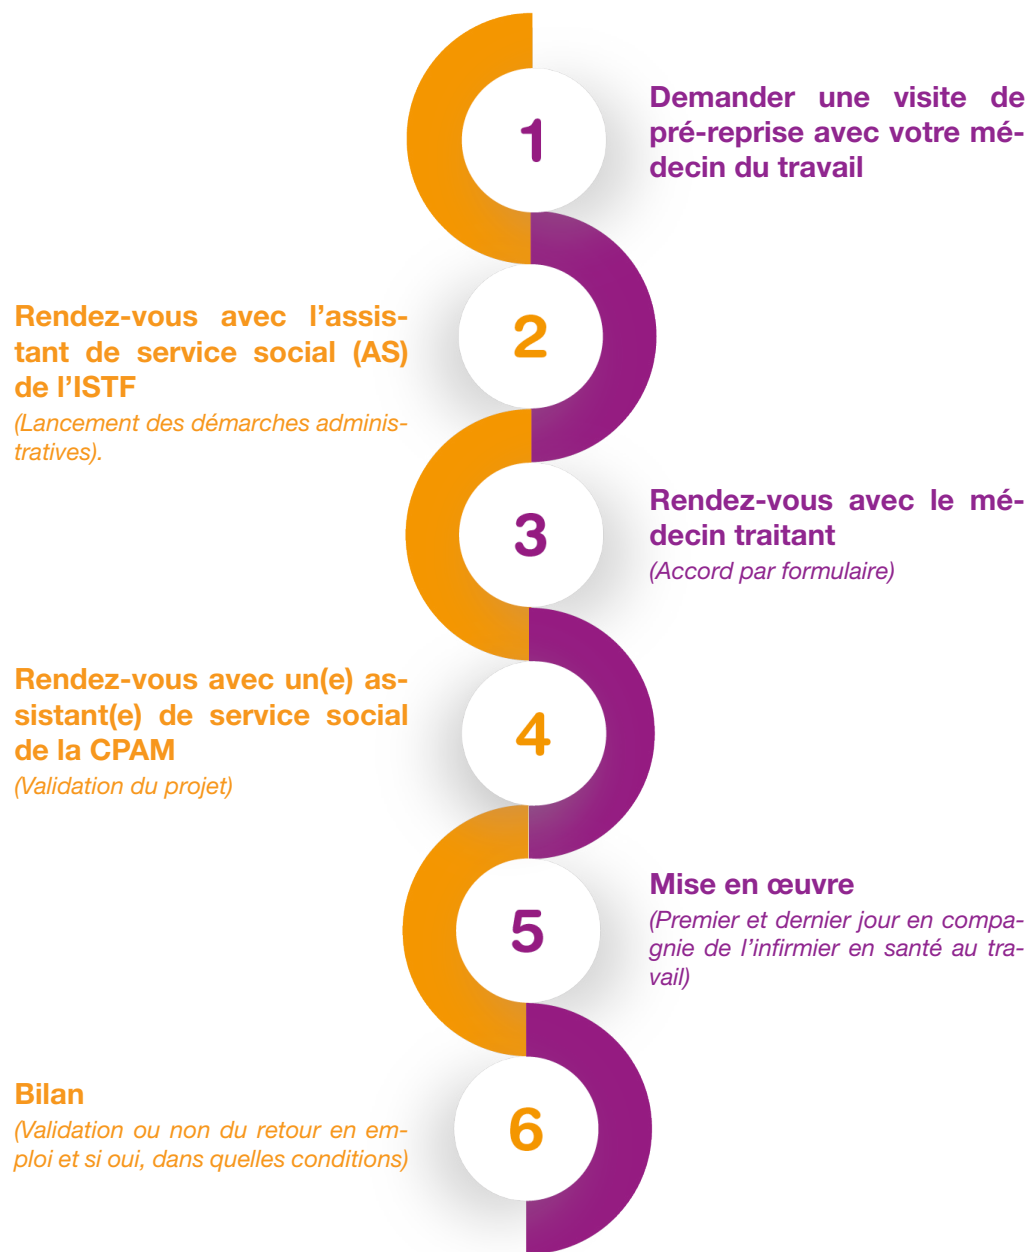 1
Demander une visite de
pré-reprise avec votre mé-
decin du travail
2
Rendez-vous avec l’assis-
tant de service social (AS)
de l’ISTF
(Lancement des démarches adminis-
tratives).
3
Rendez-vous avec le mé-
decin traitant
(Accord par formulaire)
4
Rendez-vous avec un(e) as-
sistant(e) de service social
de la CPAM
(Validation du projet)
5
Mise en œuvre
(Premier et dernier jour en compa-
gnie de l’infirmier en santé au tra-
vail)
6
Bilan
(Validation ou non du retour en em-
ploi et si oui, dans quelles conditions)